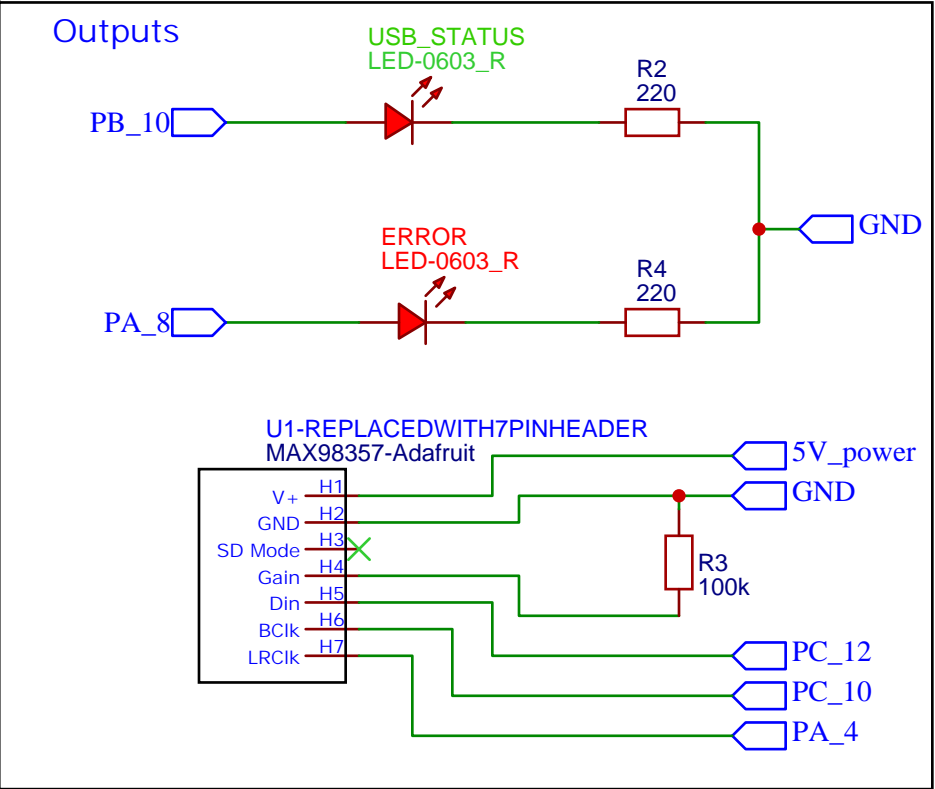 Outputs
USB_STATUS
LED-0603_R
R2
220
PB_10
GND
ERROR
LED-0603_R
R4
220
PA_8
U1-REPLACEDWITH7PINHEADER
MAX98357-Adafruit
5V_power
GND
V+ H1
GND H2
SD Mode H3
Gain H4
Din H5
BClk H6
LRClk H7
R3
100k
PC_12
PC_10
PA_4